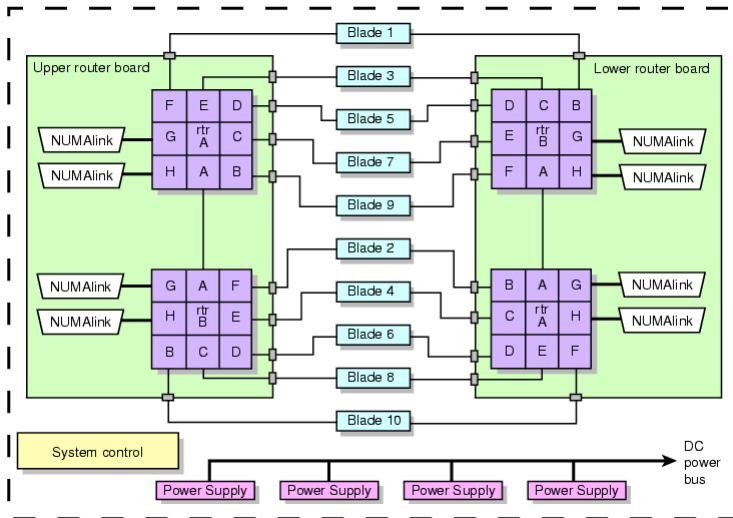 Blade 1
Upper router board
Lower router board
Blade 3
F E D
D C B
Blade 5
NUMAlink
G rtr A C
E rtr B G
NUMAlink
Blade 7
NUMAlink
H A B
F A H
NUMAlink
Blade 9
Blade 2
NUMAlink
G A F
B A G
NUMAlink
Blade 4
NUMAlink
H rtr B E
C rtr A H
NUMAlink
Blade 6
B C D
D E F
Blade 8
Blade 10
System control
DC
power
bus
Power Supply
Power Supply
Power Supply
Power Supply